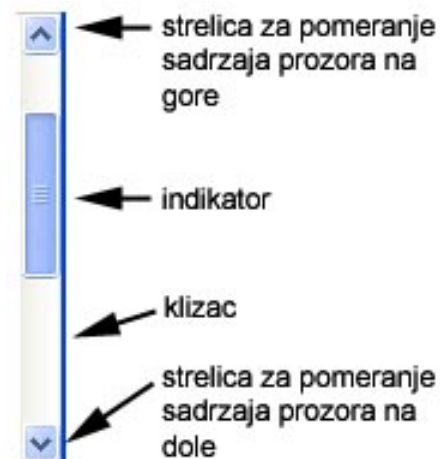 strelica za pomeranje
sadrzaja prozora na
gore
indikator
klizac
strelica za pomeranje
sadrzaja prozora na
dole